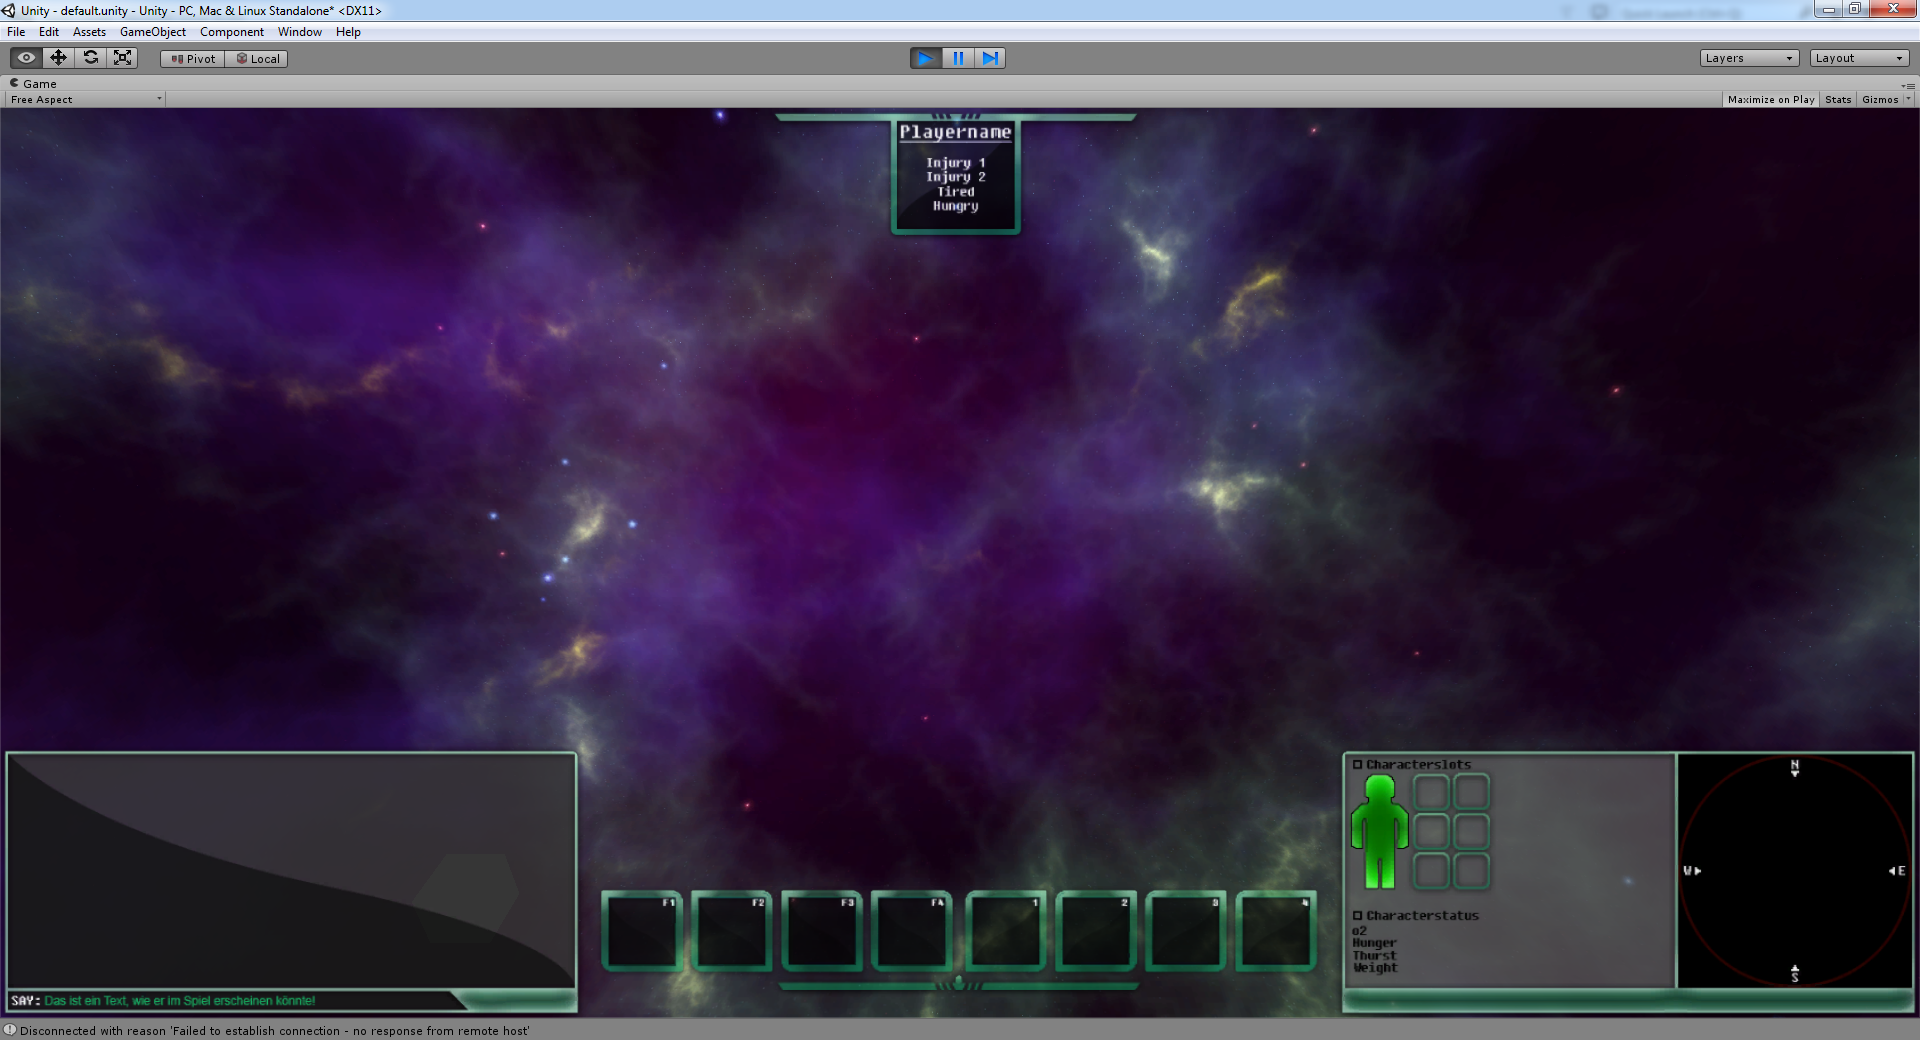 Unity - default.unity - Unity - PC, Mac & Linux Standalone* <DX11>
File Edit Assets GameObject Component Window Help
Pivot Local Layers Layout
Game
Free Aspect Maximize on Play Stats Gizmos
Playername
Injury 1
Injury 2
Tired
Hungry
Characterslots
N
W E
S
F1 F2 F3 F4 1 2 3 4
Characterstatus
o2
Hunger
Thurst
Weight
SAY: Das ist ein Text, wie er im Spiel erscheinen könnte!
Disconnected with reason 'Failed to establish connection - no response from remote host'